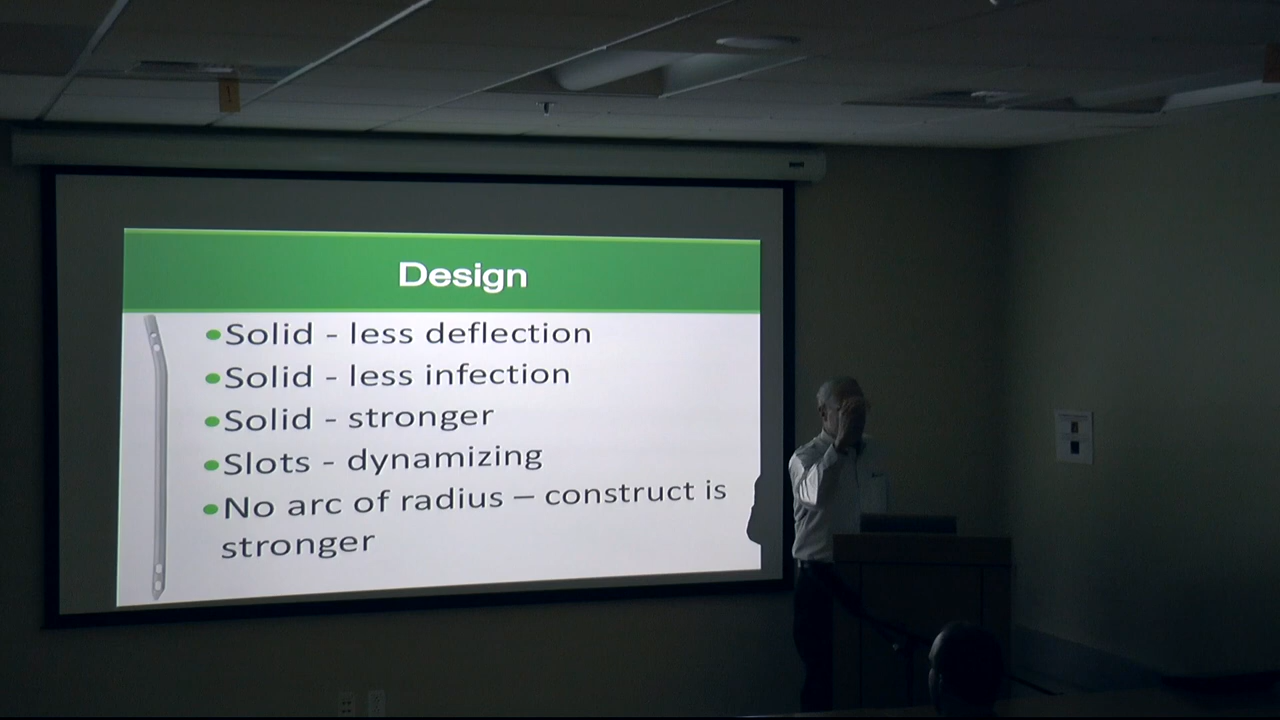 Design
•Solid - less deflection
•Solid - less infection
•Solid - stronger
•Slots - dynamizing
•No arc of radius – construct is
stronger